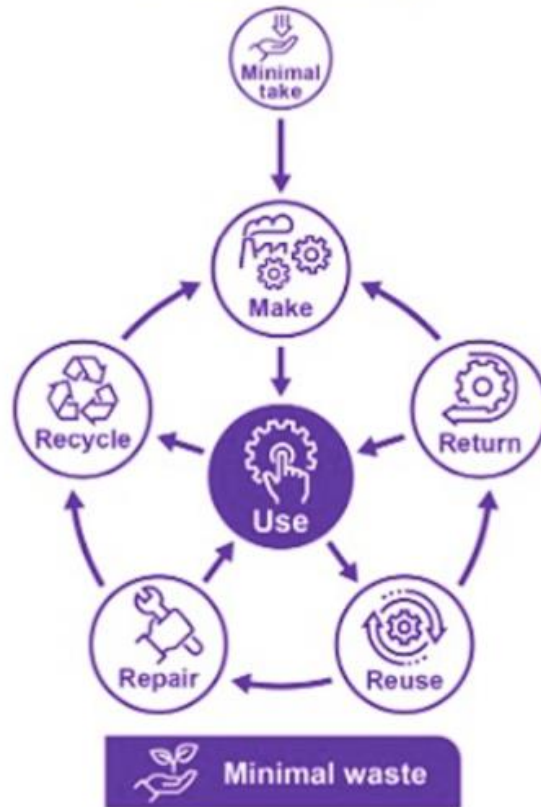 Minimal
take
Make
Recycle
Return
Use
Repair
Reuse
Minimal waste